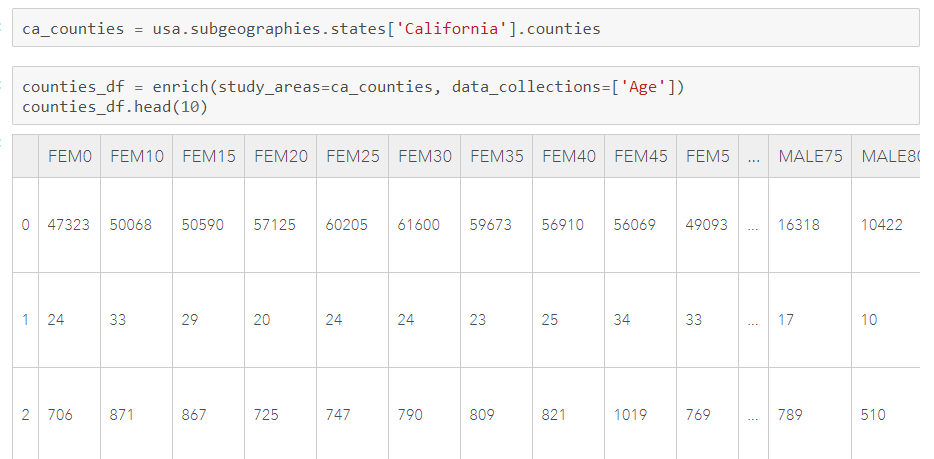 ca_counties = usa.subgeographies.states['California'].counties
counties_df = enrich(study_areas=ca_counties, data_collections=['Age'])
counties_df.head(10)
FEM0 FEM10 FEM15 FEM20 FEM25 FEM30 FEM35 FEM40 FEM45 FEM5 ... MALE75 MALE80
0 47323 50068 50590 57125 60205 61600 59673 56910 56069 49093 ... 16318 10422
1 24 33 29 20 24 24 23 25 34 33 ... 17 10
2 706 871 867 725 747 790 809 821 1019 769 ... 789 510